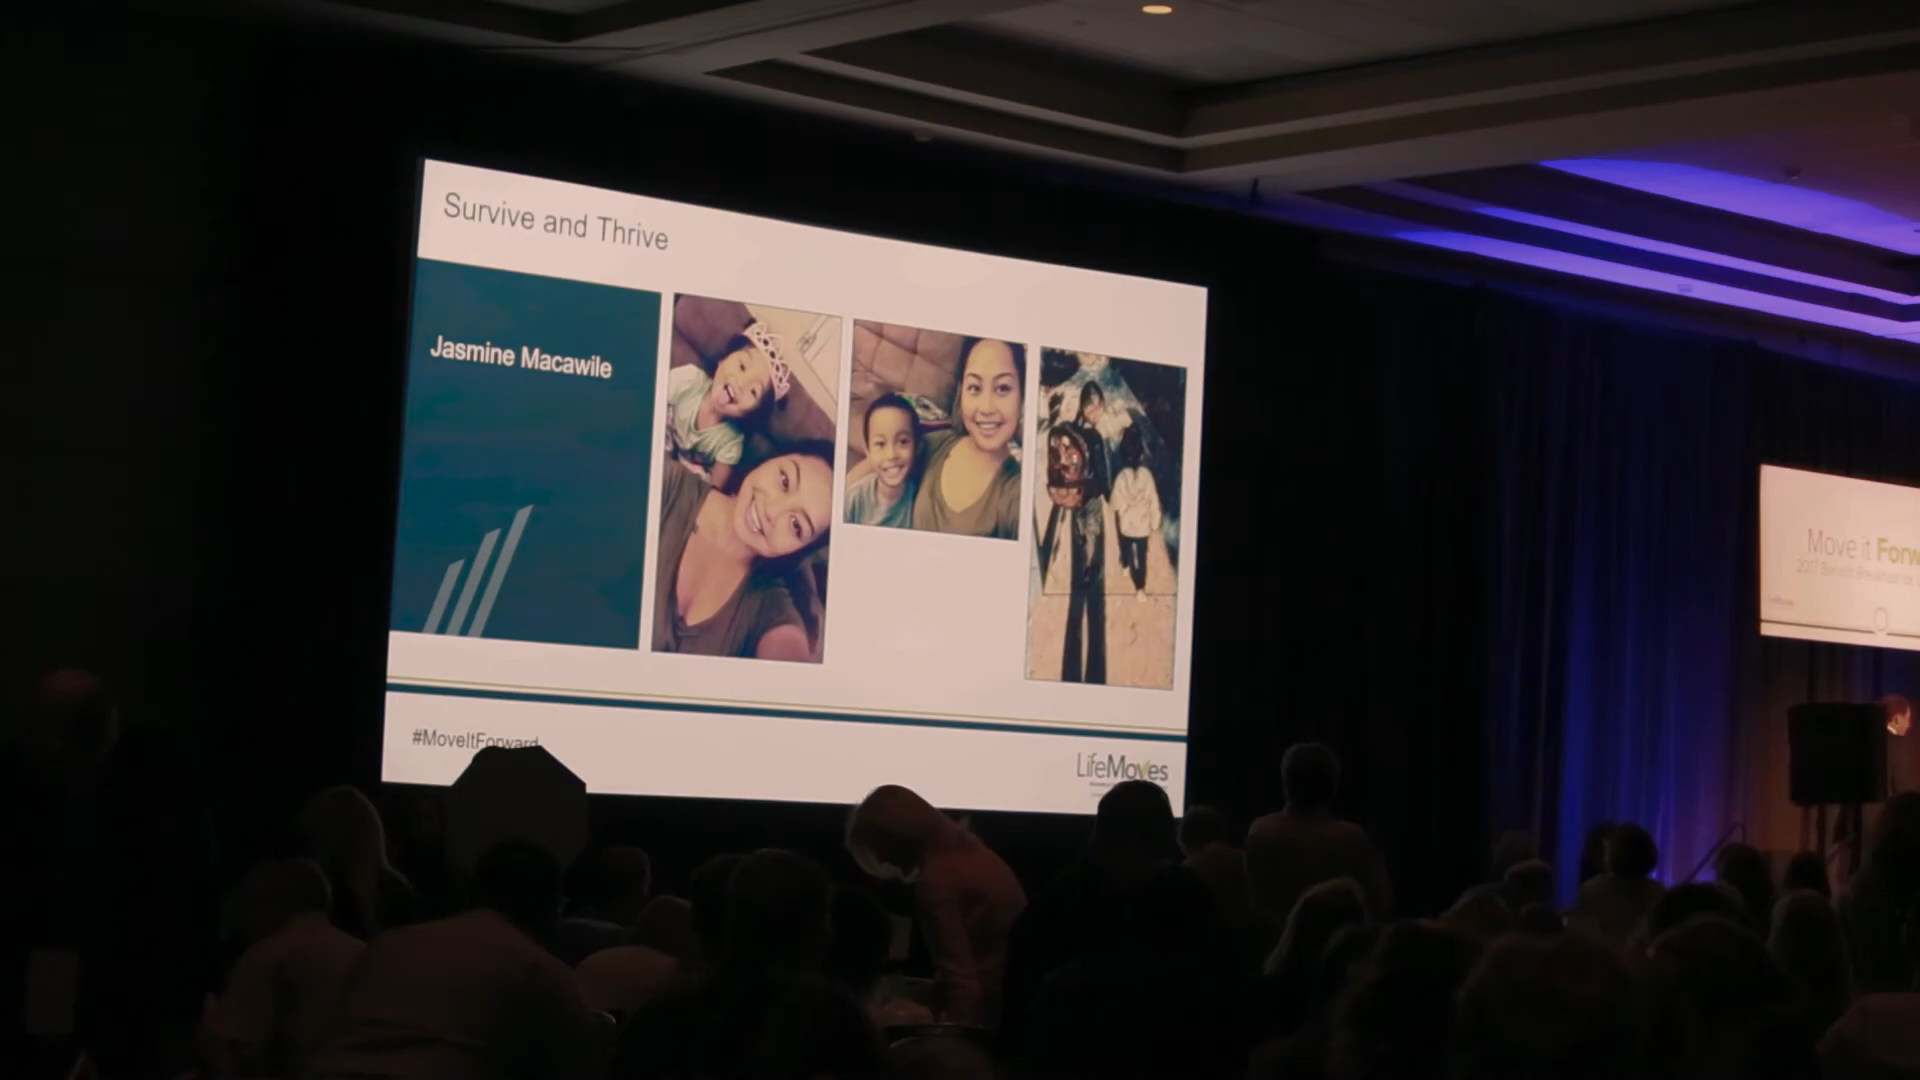 Survive and Thrive
Jasmine Macawile
#MoveItForward
LifeMoves
Move it Forw
2017 Benefit Breakfast for